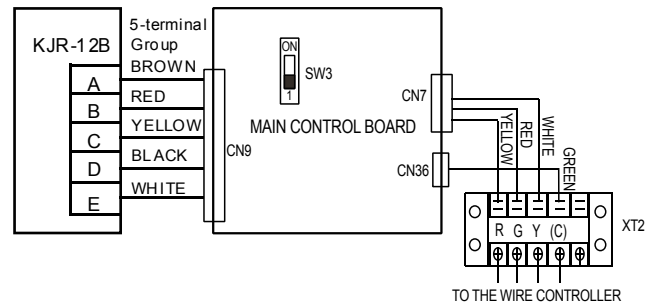 5-terminal
Group
KJR-12B
BROWN
A
RED
B
YELLOW
C
BLACK
D
WHITE
E
CN9
ON
1
SW3
MAIN CONTROL BOARD
CN7
CN36
YELLOW
RED
WHITE
GREEN
R G Y (C)
XT2
TO THE WIRE CONTROLLER